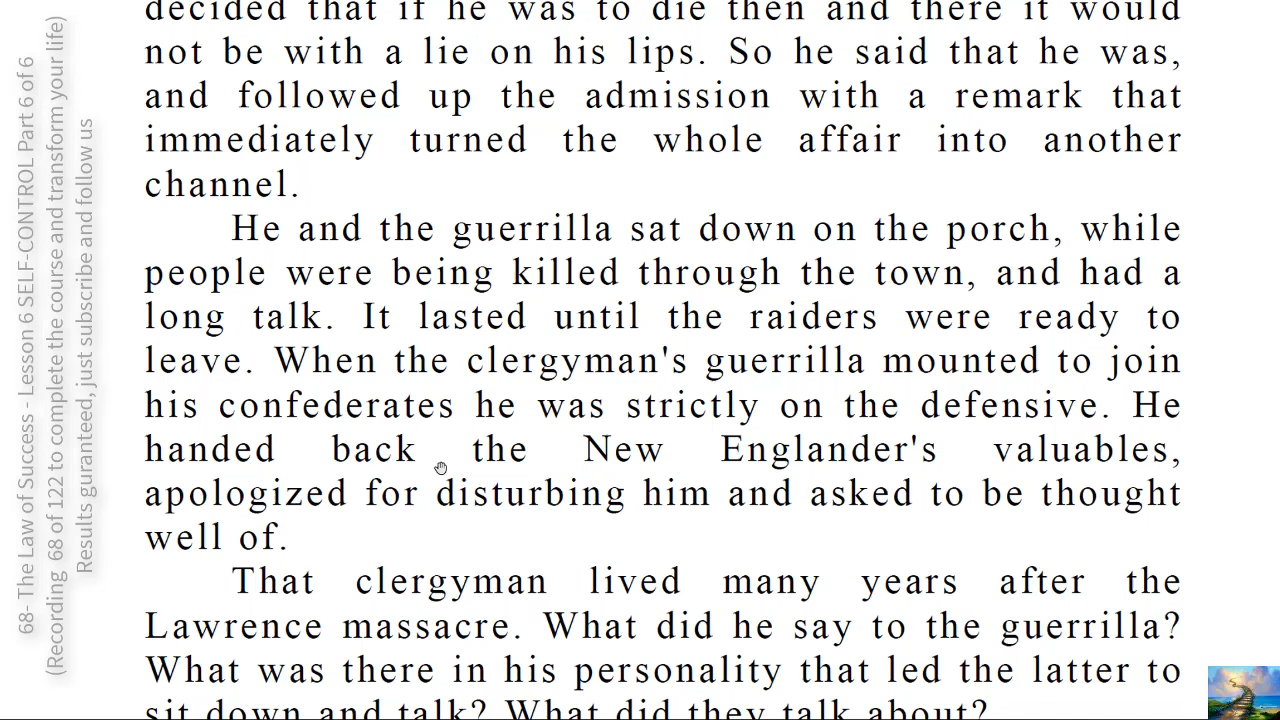 68- The Law of Success - Lesson 6 SELF-CONTROL Part 6 of 6
(Recording 68 of 122 to complete the course and transform your life)
Results guranteed, just subscribe and follow us
decided that if he was to die then and there it would
not be with a lie on his lips. So he said that he was,
and followed up the admission with a remark that
immediately turned the whole affair into another
channel.
He and the guerrilla sat down on the porch, while
people were being killed through the town, and had a
long talk. It lasted until the raiders were ready to
leave. When the clergyman's guerrilla mounted to join
his confederates he was strictly on the defensive. He
handed back the New Englander's valuables,
apologized for disturbing him and asked to be thought
well of.
That clergyman lived many years after the
Lawrence massacre. What did he say to the guerrilla?
What was there in his personality that led the latter to
sit down and talk? What did they talk about?